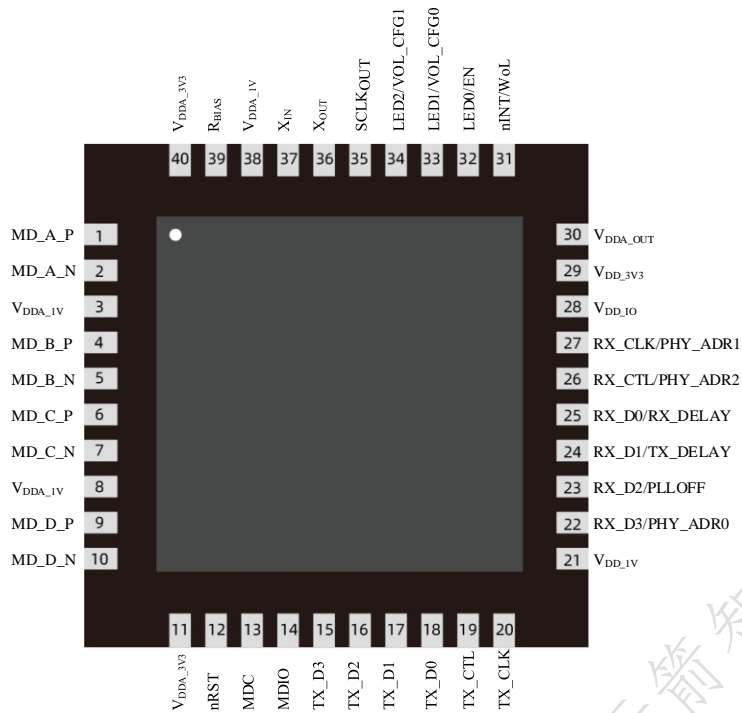 VDDA_3V3
RBIAS
VDDA_1V
XIN
XOUT
SCLKOUT
LED2/VOL_CFG1
LED1/VOL_CFG0
LED0/EN
nINT/WoL
40 39 38 37 36 35 34 33 32 31
MD_A_P 1
MD_A_N 2
VDDA_1V 3
MD_B_P 4
MD_B_N 5
MD_C_P 6
MD_C_N 7
VDDA_1V 8
MD_D_P 9
MD_D_N 10
30 VDDA_OUT
29 VDD_3V3
28 VDD_IO
27 RX_CLK/PHY_ADR1
26 RX_CTL/PHY_ADR2
25 RX_D0/RX_DELAY
24 RX_D1/TX_DELAY
23 RX_D2/PLLOFF
22 RX_D3/PHY_ADR0
21 VDD_1V
11 12 13 14 15 16 17 18 19 20
VDDA_3V3
nRST
MDC
MDIO
TX_D3
TX_D2
TX_D1
TX_D0
TX_CTL
TX_CLK
箭